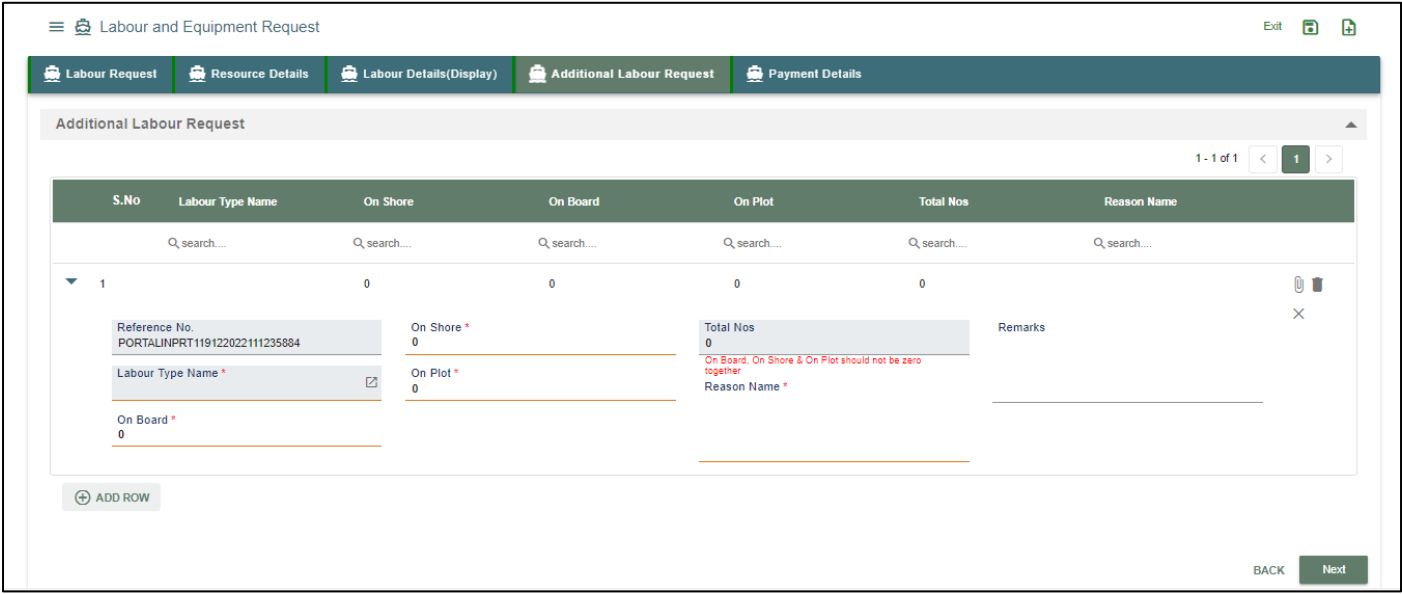 Labour and Equipment Request
Exit
Labour Request Resource Details Labour Details(Display) Additional Labour Request Payment Details
Additional Labour Request
1 - 1 of 1 < 1 >
S.No Labour Type Name On Shore On Board On Plot Total Nos Reason Name
search.... search.... search.... search.... search.... search....
1 0 0 0 0
Reference No. On Shore * Total Nos Remarks
PORTALINPRT119122022111235884 0 0
On Board, On Shore & On Plot should not be zero
together
Labour Type Name * On Plot * Reason Name *
0
On Board *
0
ADD ROW
BACK Next